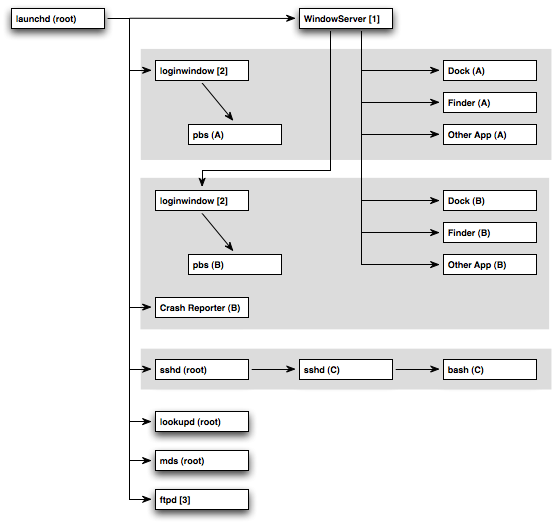 launchd (root)
WindowServer [1]
loginwindow [2]
Dock (A)
Finder (A)
pbs (A)
Other App (A)
loginwindow [2]
Dock (B)
Finder (B)
pbs (B)
Other App (B)
Crash Reporter (B)
sshd (root)
sshd (C)
bash (C)
lookupd (root)
mds (root)
ftpd [3]